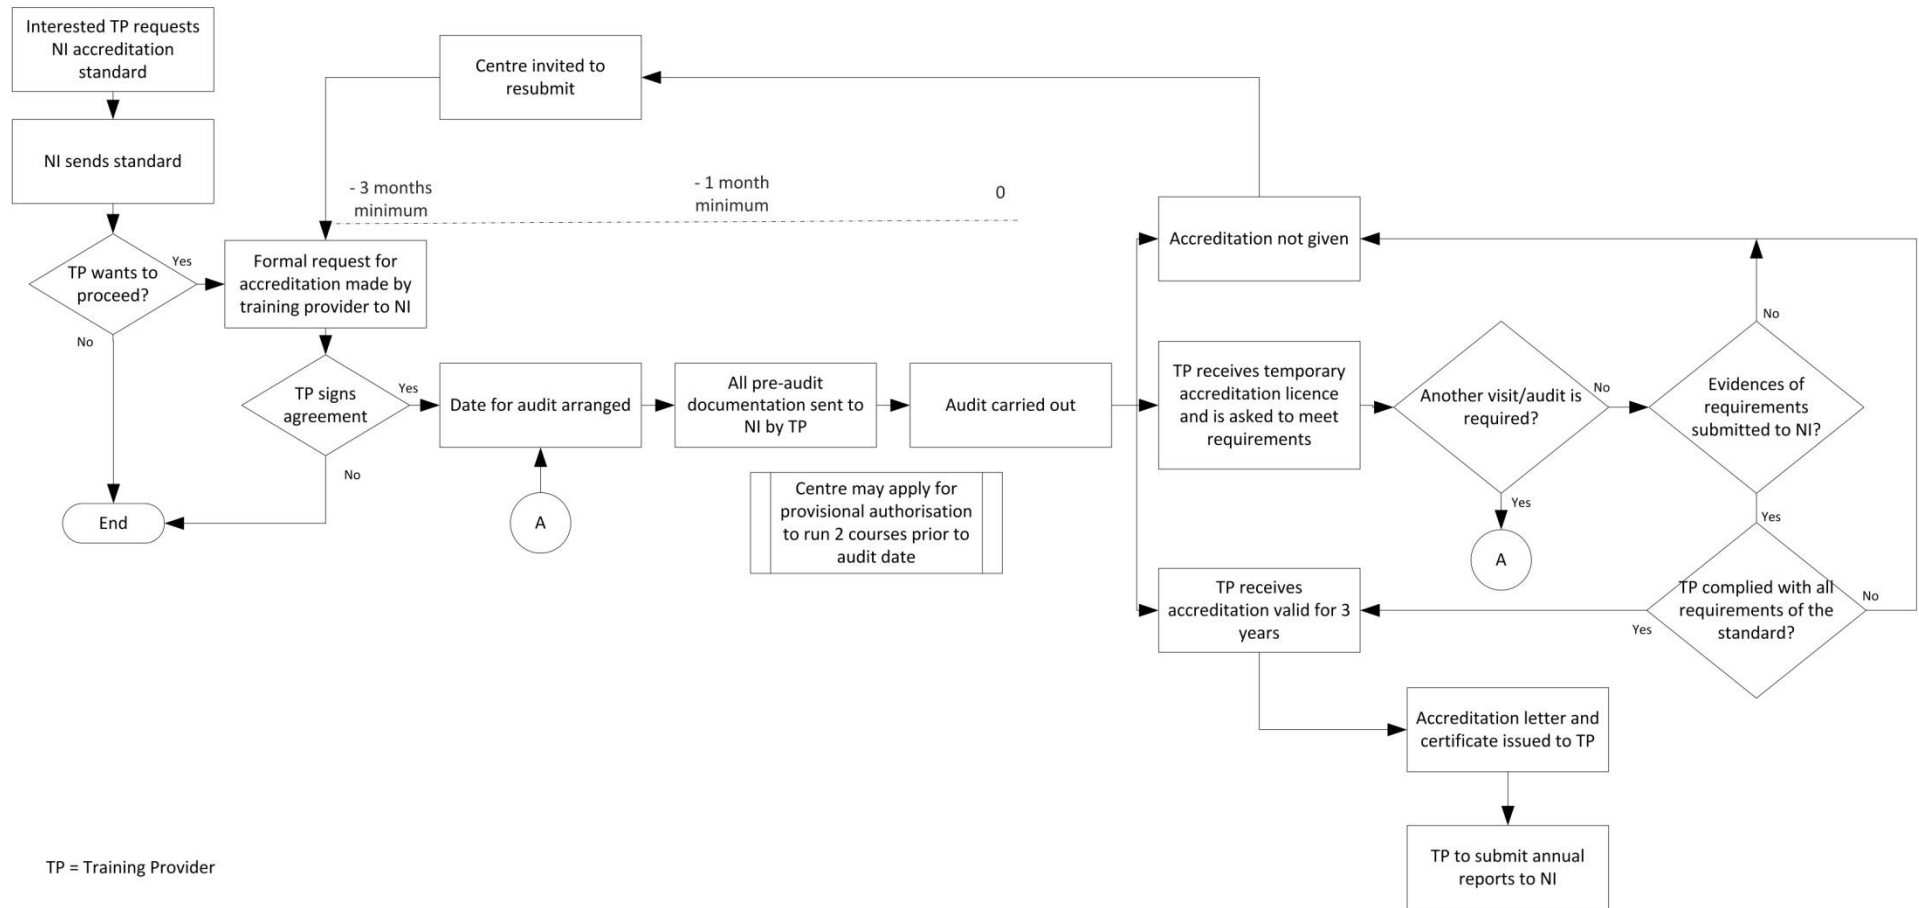 Interested TP requests
NI accreditation
standard
NI sends standard
TP wants to
proceed?
Yes
No
End
Centre invited to
resubmit
- 3 months
minimum
- 1 month
minimum
0
Formal request for
accreditation made by
training provider to NI
TP signs
agreement
Yes
No
Date for audit arranged
A
All pre-audit
documentation sent to
NI by TP
Audit carried out
Centre may apply for
provisional authorisation
to run 2 courses prior to
audit date
Accreditation not given
TP receives temporary
accreditation licence
and is asked to meet
requirements
Another visit/audit is
required?
No
Yes
A
Evidences of
requirements
submitted to NI?
No
Yes
TP complied with all
requirements of the
standard?
No
Yes
TP receives
accreditation valid for 3
years
Accreditation letter and
certificate issued to TP
TP to submit annual
reports to NI
TP = Training Provider